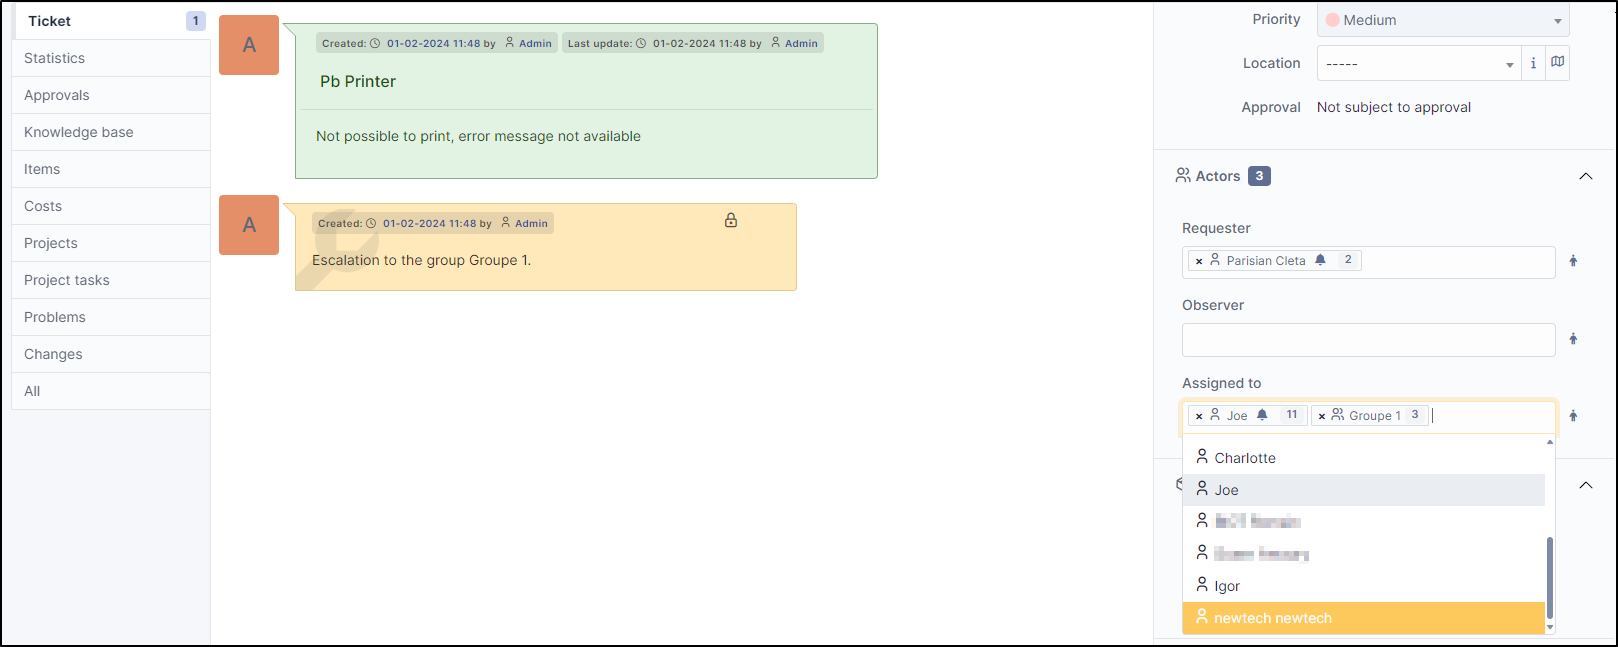 Ticket 1
Statistics
Approvals
Knowledge base
Items
Costs
Projects
Project tasks
Problems
Changes
All
A
Created: 01-02-2024 11:48 by Admin Last update: 01-02-2024 11:48 by Admin
Pb Printer
Not possible to print, error message not available
A
Created: 01-02-2024 11:48 by Admin
Escalation to the group Groupe 1.
Priority Medium
Location ----- i
Approval Not subject to approval
Actors 3
Requester
× Parisian Cleta 2
Observer
Assigned to
× Joe 11 × Groupe 1 3
Charlotte
Joe
Igor
newtech newtech